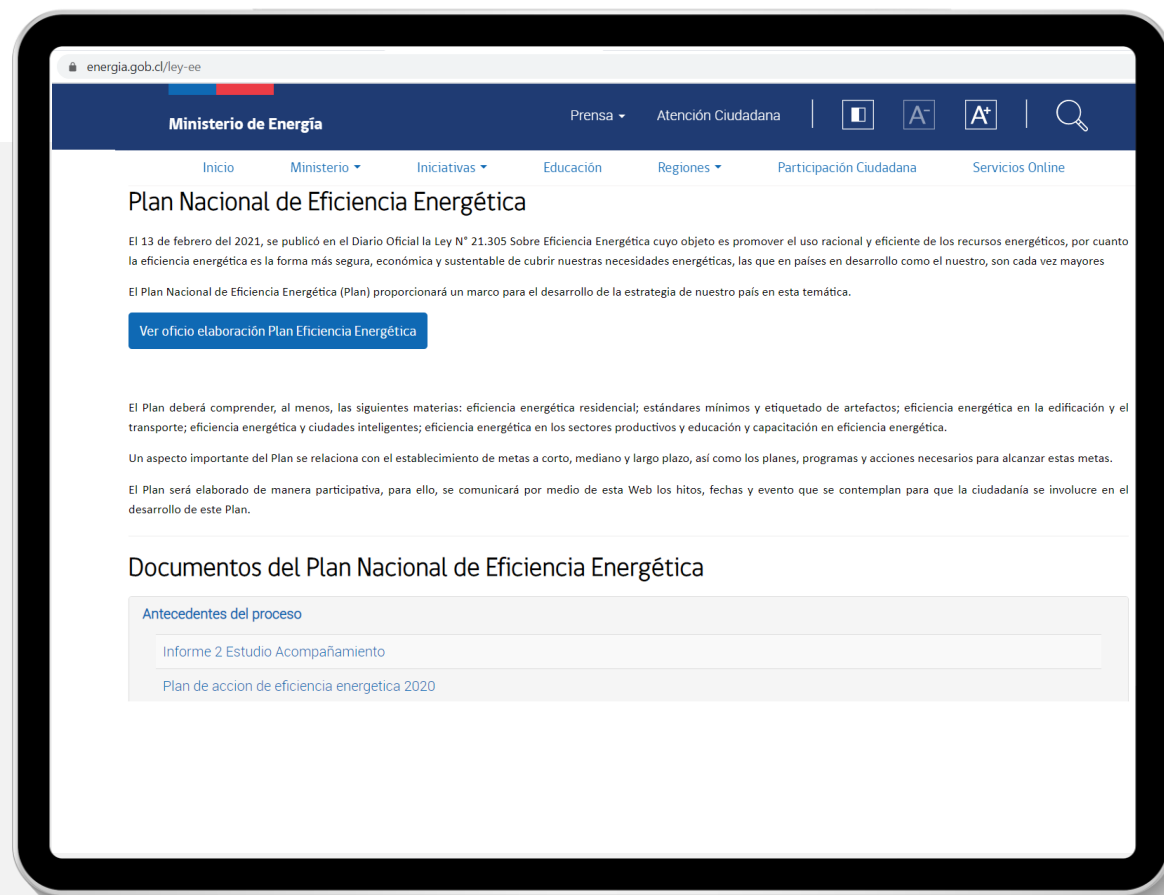 energia.gob.cl/ley-ee
Ministerio de Energía
Prensa
Atención Ciudadana
A-
A+
Inicio
Ministerio
Iniciativas
Educación
Regiones
Participación Ciudadana
Servicios Online
Plan Nacional de Eficiencia Energética
El 13 de febrero del 2021, se publicó en el Diario Oficial la Ley N° 21.305 Sobre Eficiencia Energética cuyo objeto es promover el uso racional y eficiente de los recursos energéticos, por cuanto
la eficiencia energética es la forma más segura, económica y sustentable de cubrir nuestras necesidades energéticas, las que en países en desarrollo como el nuestro, son cada vez mayores
El Plan Nacional de Eficiencia Energética (Plan) proporcionará un marco para el desarrollo de la estrategia de nuestro país en esta temática.
Ver oficio elaboración Plan Eficiencia Energética
El Plan deberá comprender, al menos, las siguientes materias: eficiencia energética residencial; estándares mínimos y etiquetado de artefactos; eficiencia energética en la edificación y el
transporte; eficiencia energética y ciudades inteligentes; eficiencia energética en los sectores productivos y educación y capacitación en eficiencia energética.
Un aspecto importante del Plan se relaciona con el establecimiento de metas a corto, mediano y largo plazo, así como los planes, programas y acciones necesarios para alcanzar estas metas.
El Plan será elaborado de manera participativa, para ello, se comunicará por medio de esta Web los hitos, fechas y evento que se contemplan para que la ciudadanía se involucre en el
desarrollo de este Plan.
Documentos del Plan Nacional de Eficiencia Energética
Antecedentes del proceso
Informe 2 Estudio Acompañamiento
Plan de accion de eficiencia energetica 2020